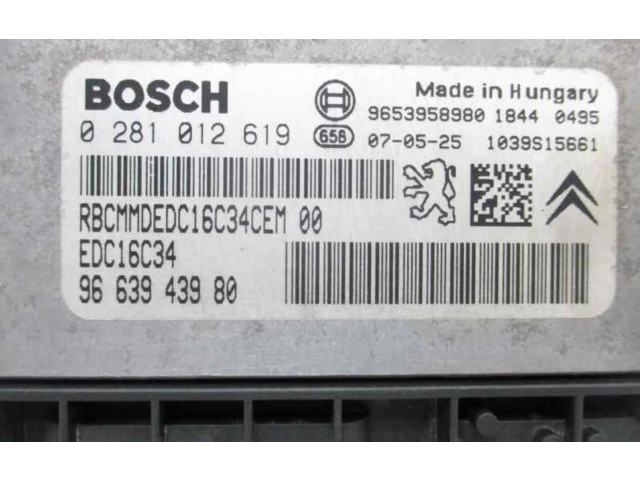 BOSCH
Made in Hungary
9653958980 1844 0495
0 281 012 619 658 07-05-25 1039S15661
RBCMMDEDC16C34CEM 00
EDC16C34
96 639 439 80